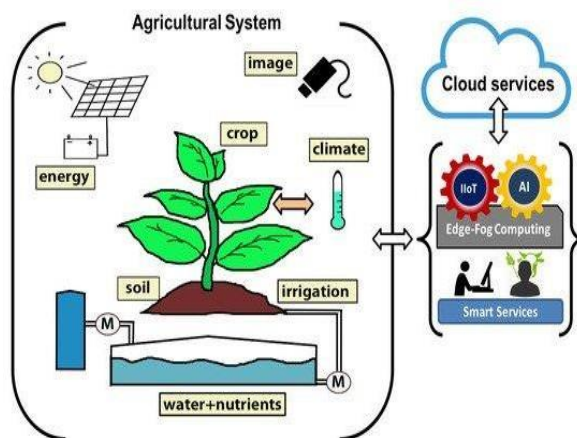 Agricultural System
image
crop
climate
energy
soil
irrigation
M
M
water+nutrients
Cloud services
IIoT
AI
Edge-Fog Computing
Smart Services